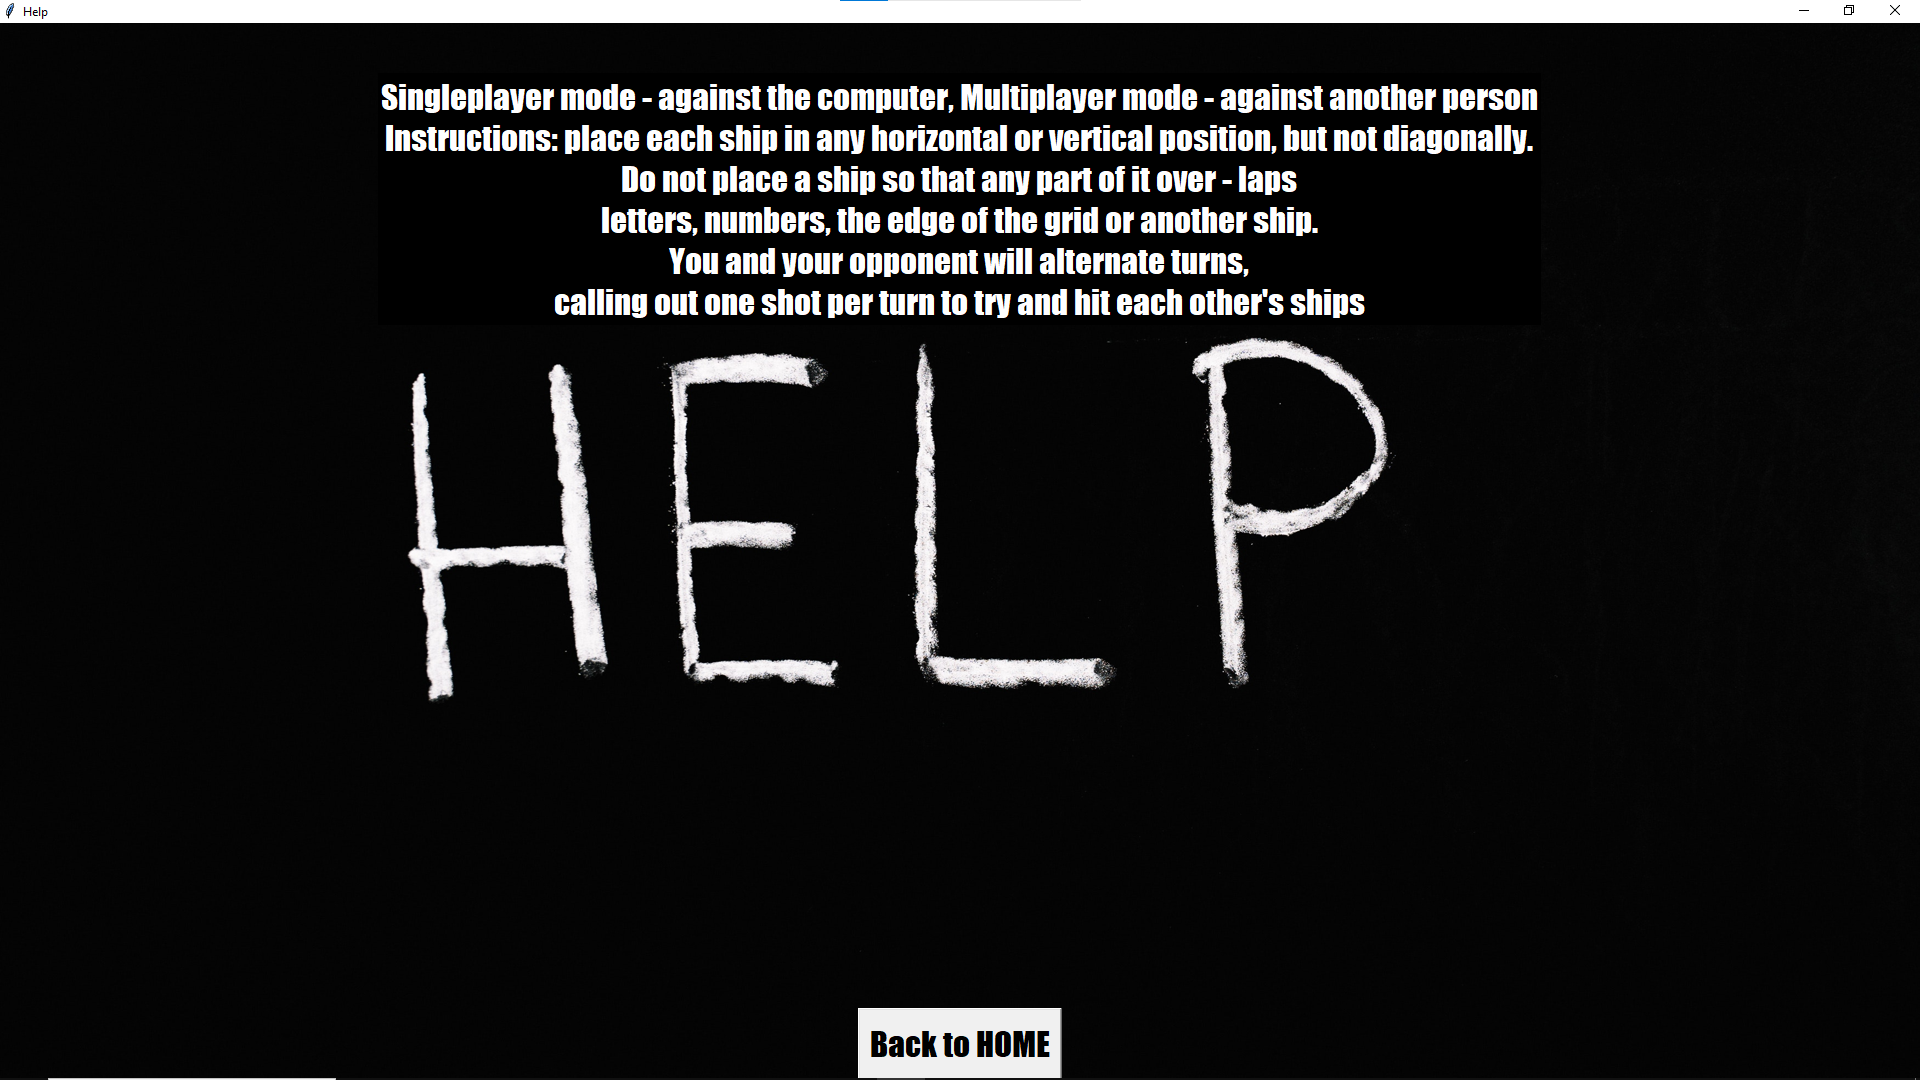 Help
Singleplayer mode - against the computer, Multiplayer mode - against another person
Instructions: place each ship in any horizontal or vertical position, but not diagonally.
Do not place a ship so that any part of it over - laps
letters, numbers, the edge of the grid or another ship.
You and your opponent will alternate turns,
calling out one shot per turn to try and hit each other's ships
HELP
Back to HOME